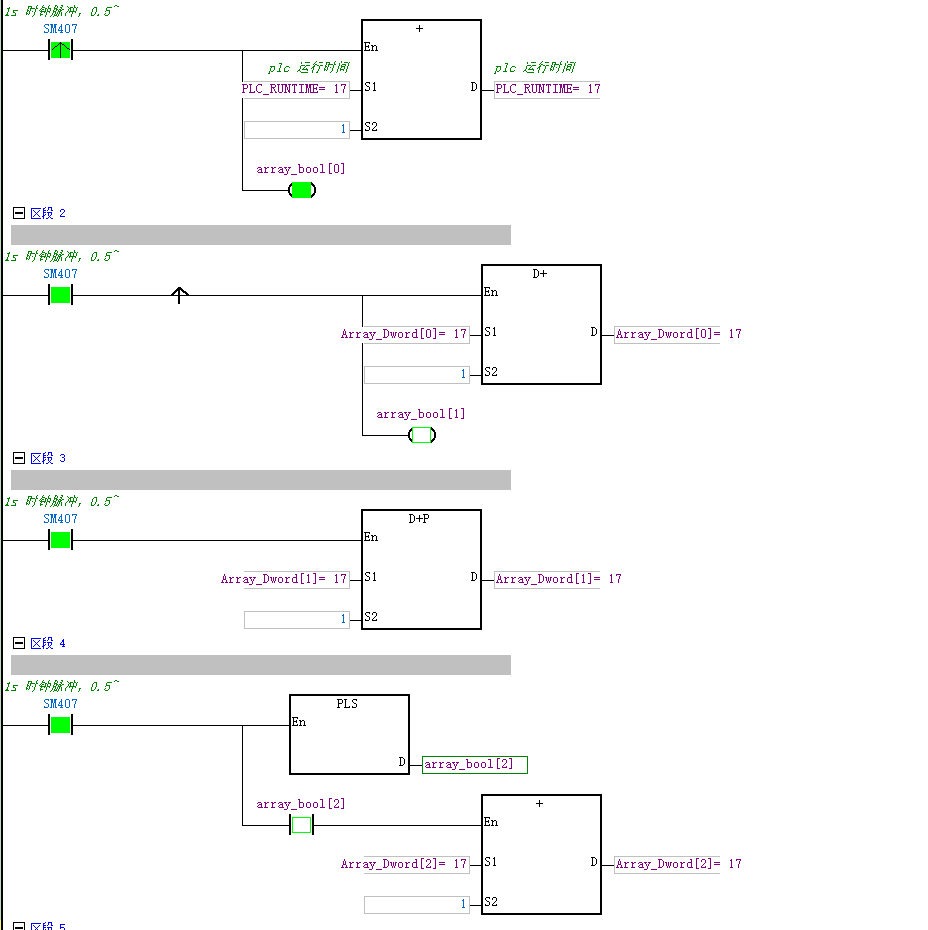 1s 时钟脉冲，0.5~
SM407
+
En
plc 运行时间
plc 运行时间
PLC_RUNTIME= 17
S1
D
PLC_RUNTIME= 17
1
S2
array_bool[0]
区段 2
1s 时钟脉冲，0.5~
SM407
D+
En
Array_Dword[0]= 17
S1
D
Array_Dword[0]= 17
1
S2
array_bool[1]
区段 3
1s 时钟脉冲，0.5~
SM407
D+P
En
Array_Dword[1]= 17
S1
D
Array_Dword[1]= 17
1
S2
区段 4
1s 时钟脉冲，0.5~
SM407
PLS
En
D
array_bool[2]
array_bool[2]
+
En
Array_Dword[2]= 17
S1
D
Array_Dword[2]= 17
1
S2
区段 5